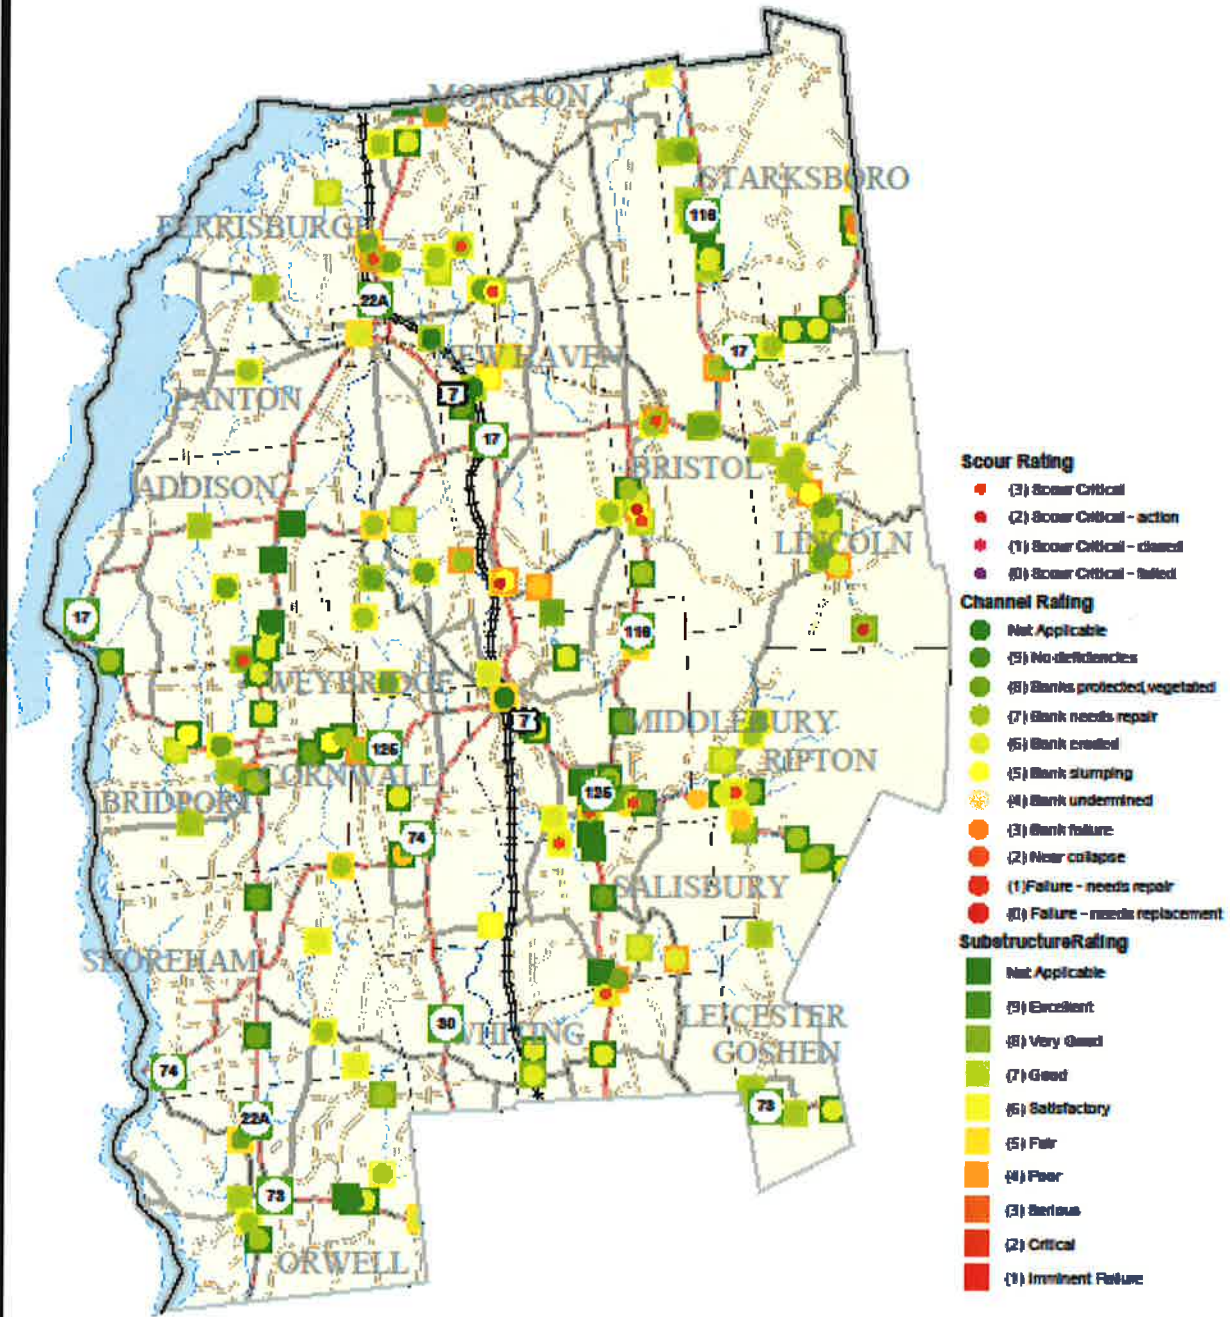 MONKTON
STARKSBORO
116
FERRISBURGH
22A
17
NEW HAVEN
7
PANTON
17
BRISTOL
ADDISON
LINCOLN
17
116
WEYBRIDGE
7
MIDDLEBURY
125
CORNWALL
RIPTON
BRIDPORT
125
74
SALISBURY
SHOREHAM
30
WHITING
LEICESTER
GOSHEN
74
73
22A
73
ORWELL
Scour Rating
(3) Scour Critical
(2) Scour Critical - action
(1) Scour Critical - closed
(0) Scour Critical - failed
Channel Rating
Not Applicable
(9) No deficiencies
(8) Banks protected, vegetated
(7) Bank needs repair
(6) Bank eroded
(5) Bank slumping
(4) Bank undermined
(3) Bank failure
(2) Near collapse
(1) Failure - needs repair
(0) Failure - needs replacement
SubstructureRating
Not Applicable
(9) Excellent
(8) Very Good
(7) Good
(6) Satisfactory
(5) Fair
(4) Poor
(3) Serious
(2) Critical
(1) Imminent Failure